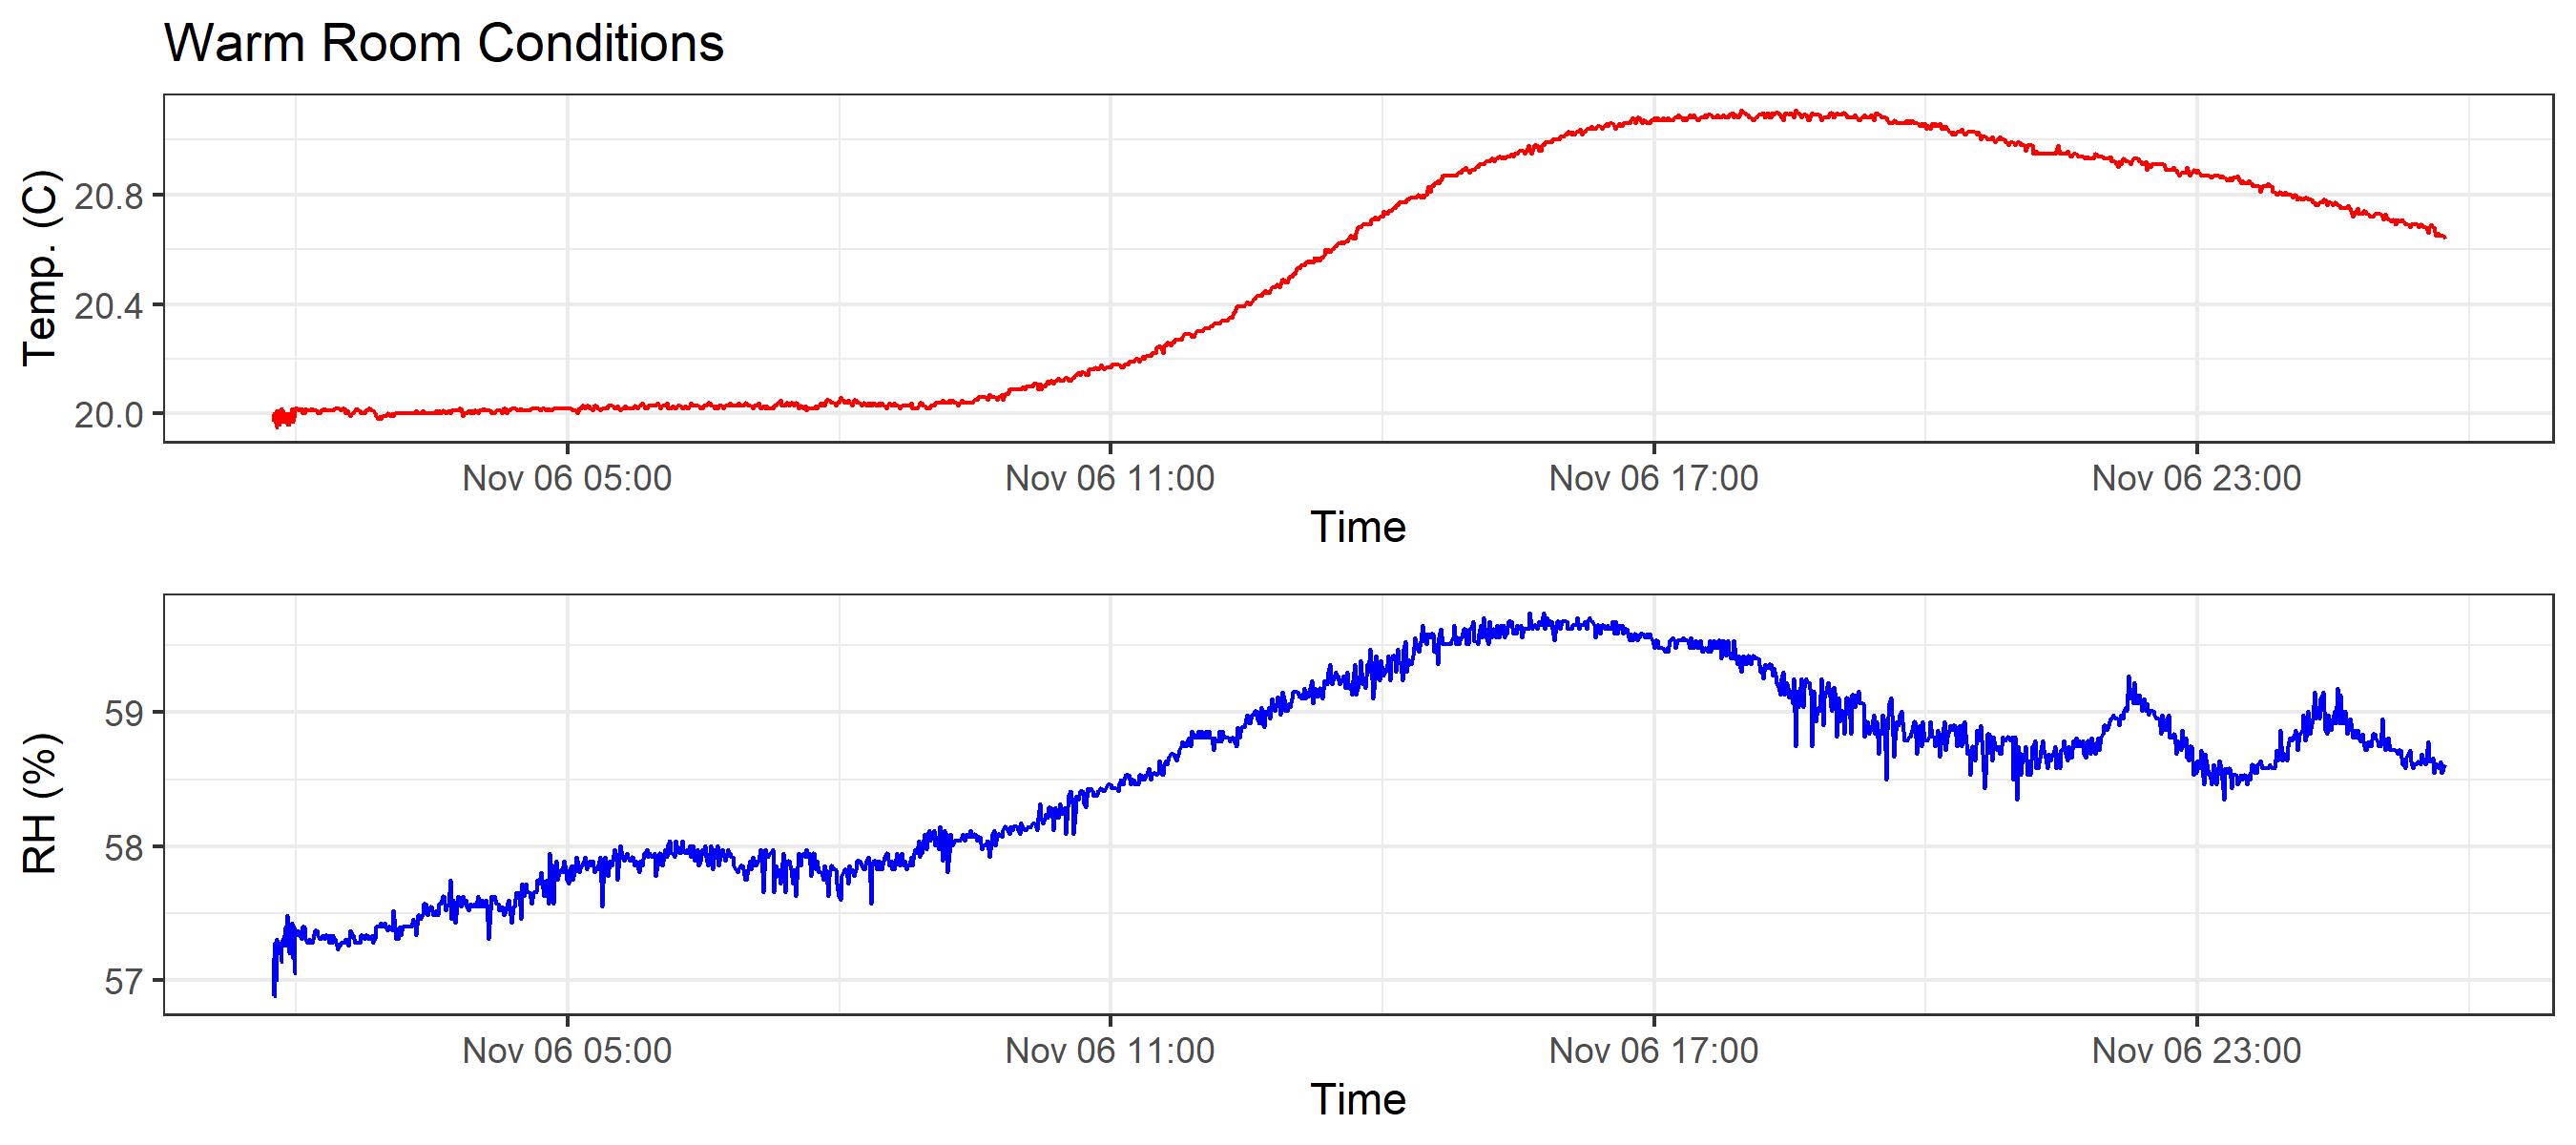 Warm Room Conditions
Temp. (C)
20.8
20.4
20.0
Nov 06 05:00 Nov 06 11:00 Nov 06 17:00 Nov 06 23:00
Time
RH (%)
59
58
57
Nov 06 05:00 Nov 06 11:00 Nov 06 17:00 Nov 06 23:00
Time